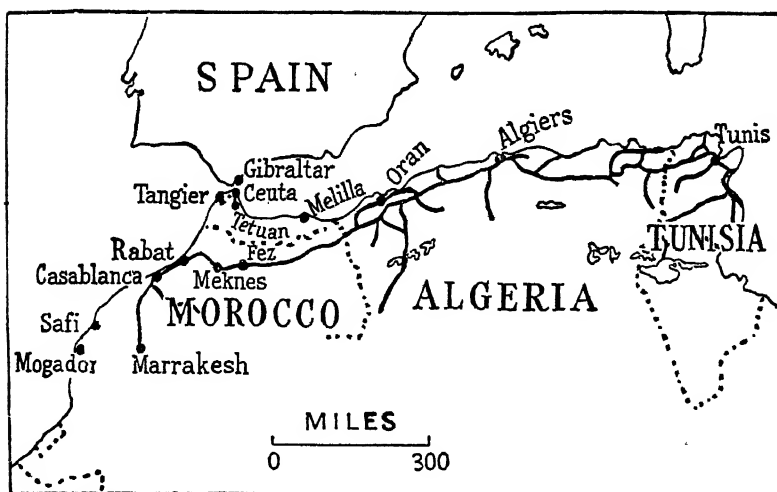 SPAIN
Gibraltar
Tangier
Ceuta
Tetuan
Melilla
Oran
Algiers
Tunis
Rabat
Fez
Casablanca
Meknes
TUNISIA
MOROCCO
ALGERIA
Safi
Mogador
Marrakesh
MILES
0 300